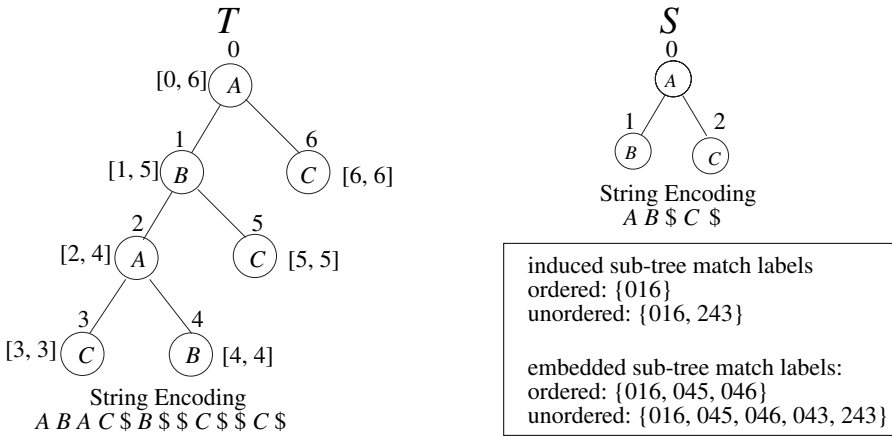 T
0
[0, 6] A
1
6
[1, 5] B
C [6, 6]
2
5
[2, 4] A
C [5, 5]
3
4
[3, 3] C
B [4, 4]
String Encoding
A B A C $ B $ $ C $ $ C $
S
0
A
1
2
B
C
String Encoding
A B $ C $
induced sub-tree match labels
ordered: {016}
unordered: {016, 243}
embedded sub-tree match labels:
ordered: {016, 045, 046}
unordered: {016, 045, 046, 043, 243}